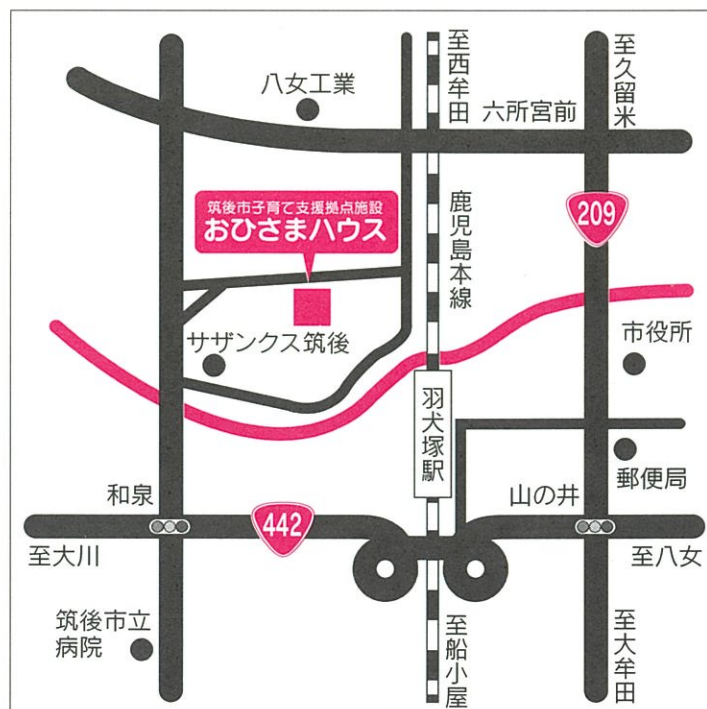 至西牟田
至久留米
八女工業
六所宮前
筑後市子育て支援拠点施設
おひさまハウス
鹿児島本線
209
サザンクス筑後
市役所
羽犬塚駅
郵便局
和泉
山の井
442
至大川
至八女
筑後市立
病院
至船小屋
至大牟田